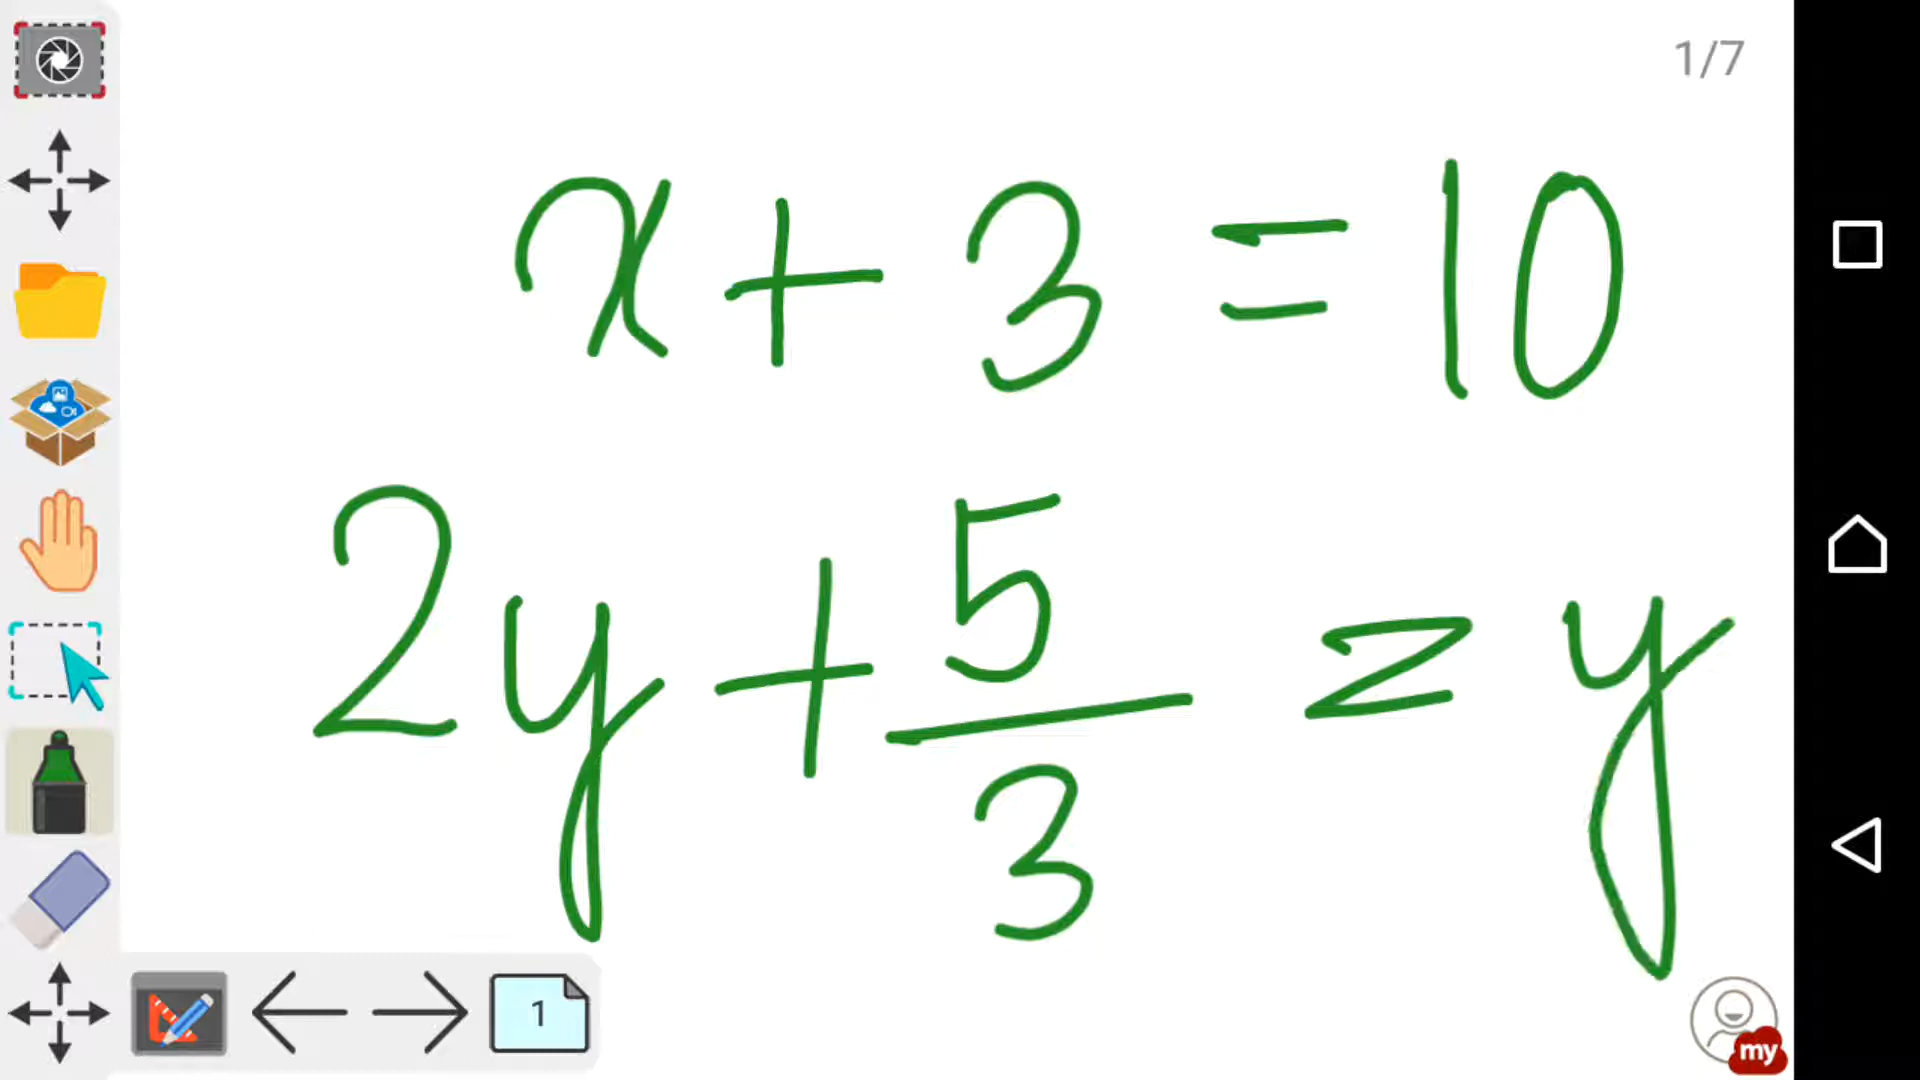 1/7
x + 3 = 10
2y + 5/3 = y
1
my